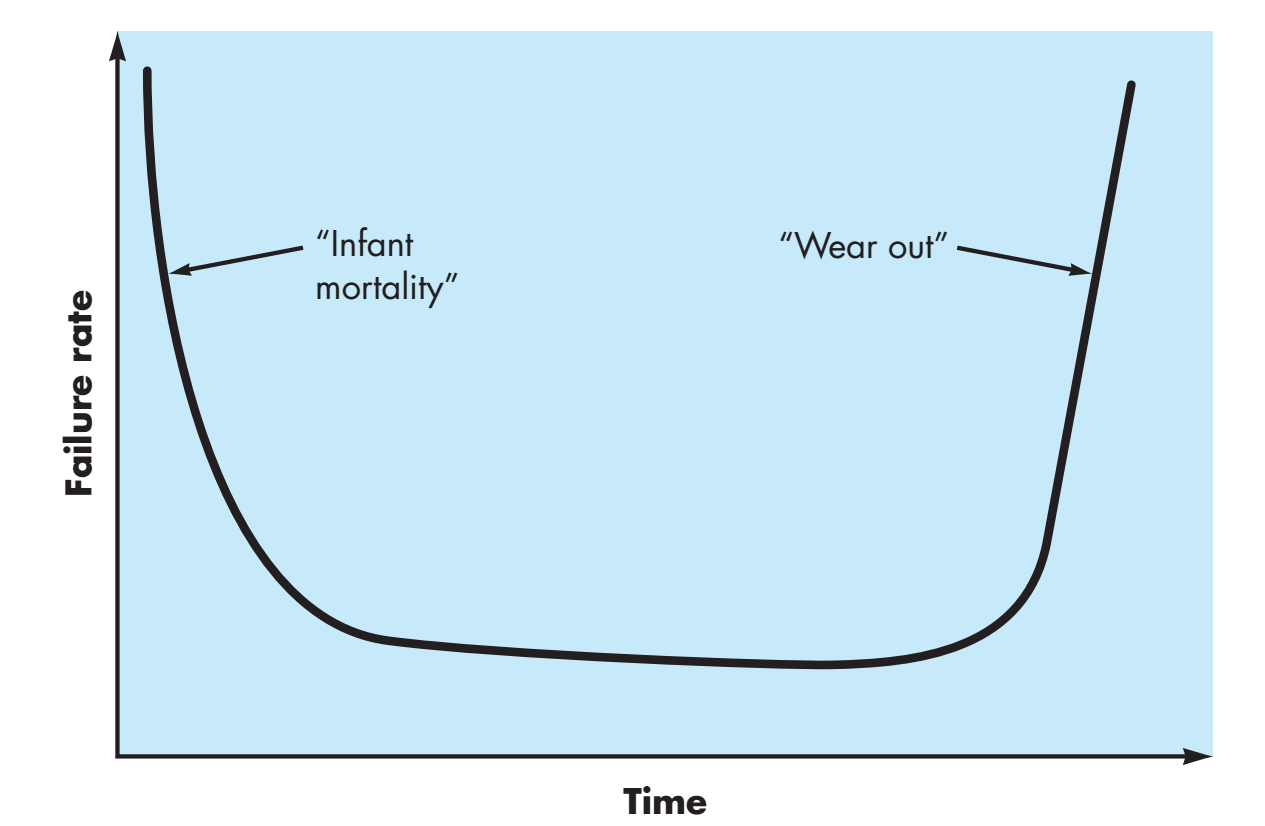 “Infant
mortality”
“Wear out”
Failure rate
Time